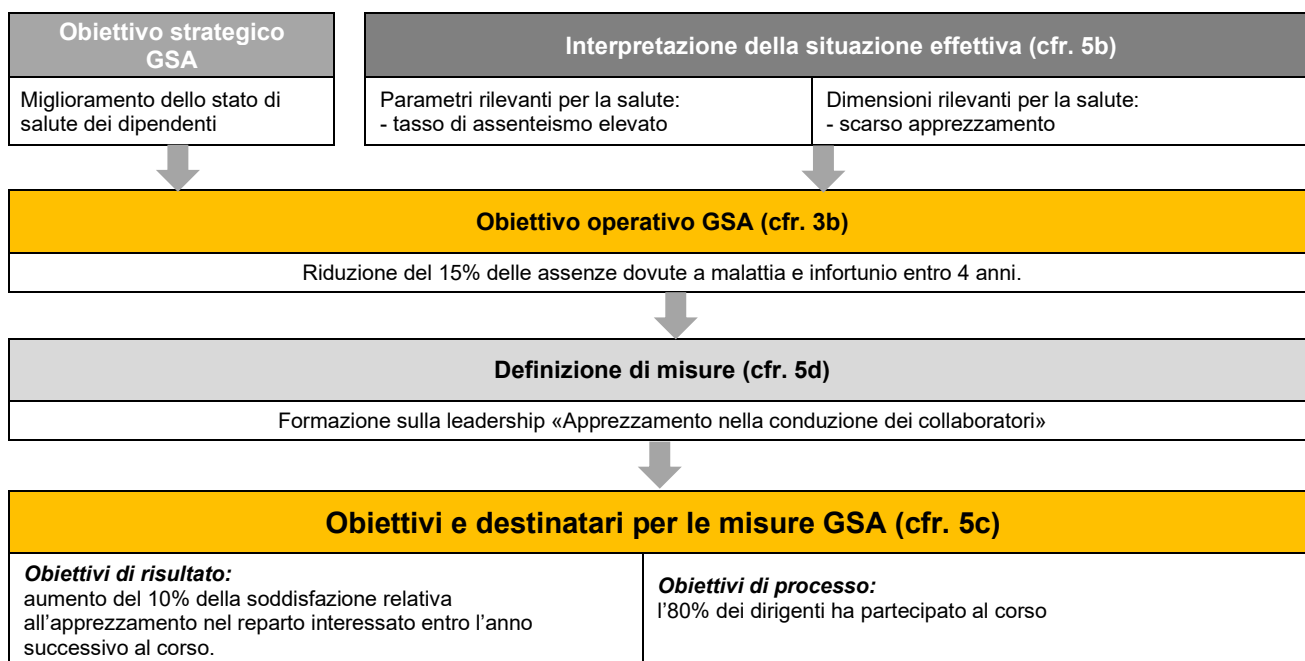 Obiettivo strategico
GSA
Interpretazione della situazione effettiva (cfr. 5b)
Miglioramento dello stato di
salute dei dipendenti
Parametri rilevanti per la salute:
- tasso di assenteismo elevato
Dimensioni rilevanti per la salute:
- scarso apprezzamento
Obiettivo operativo GSA (cfr. 3b)
Riduzione del 15% delle assenze dovute a malattia e infortunio entro 4 anni.
Definizione di misure (cfr. 5d)
Formazione sulla leadership «Apprezzamento nella conduzione dei collaboratori»
Obiettivi e destinatari per le misure GSA (cfr. 5c)
Obiettivi di risultato:
aumento del 10% della soddisfazione relativa
all’apprezzamento nel reparto interessato entro l’anno
successivo al corso.
Obiettivi di processo:
l’80% dei dirigenti ha partecipato al corso